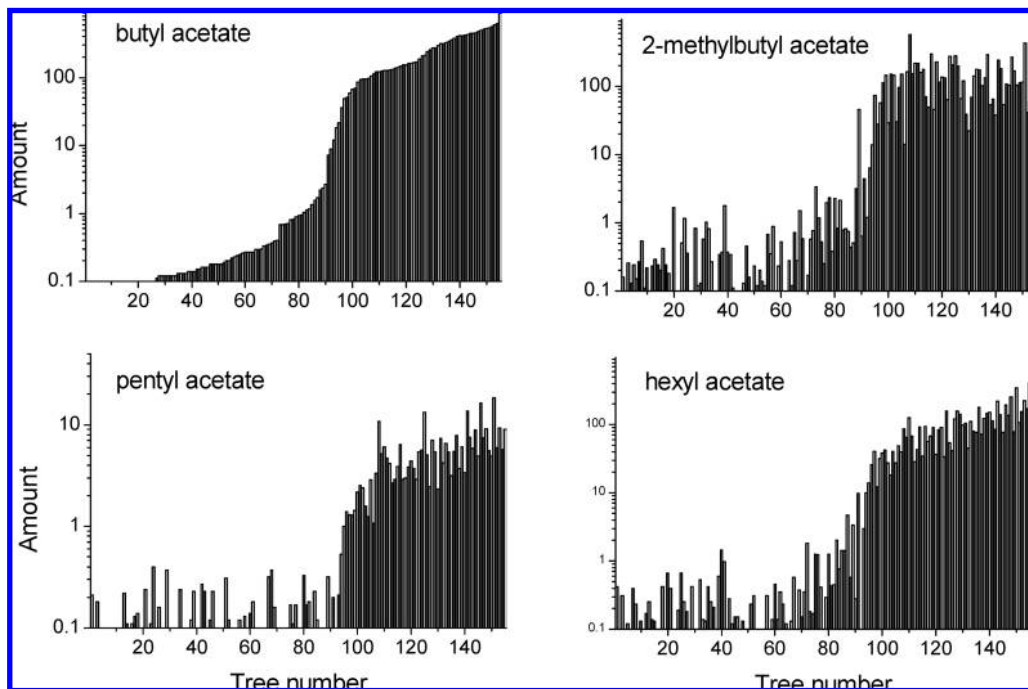 butyl acetate
Amount
100
10
1
0.1
20 40 60 80 100 120 140
2-methylbutyl acetate
100
10
1
0.1
20 40 60 80 100 120 140
pentyl acetate
Amount
10
1
0.1
20 40 60 80 100 120 140
Tree number
hexyl acetate
100
10
1
0.1
20 40 60 80 100 120 140
Tree number